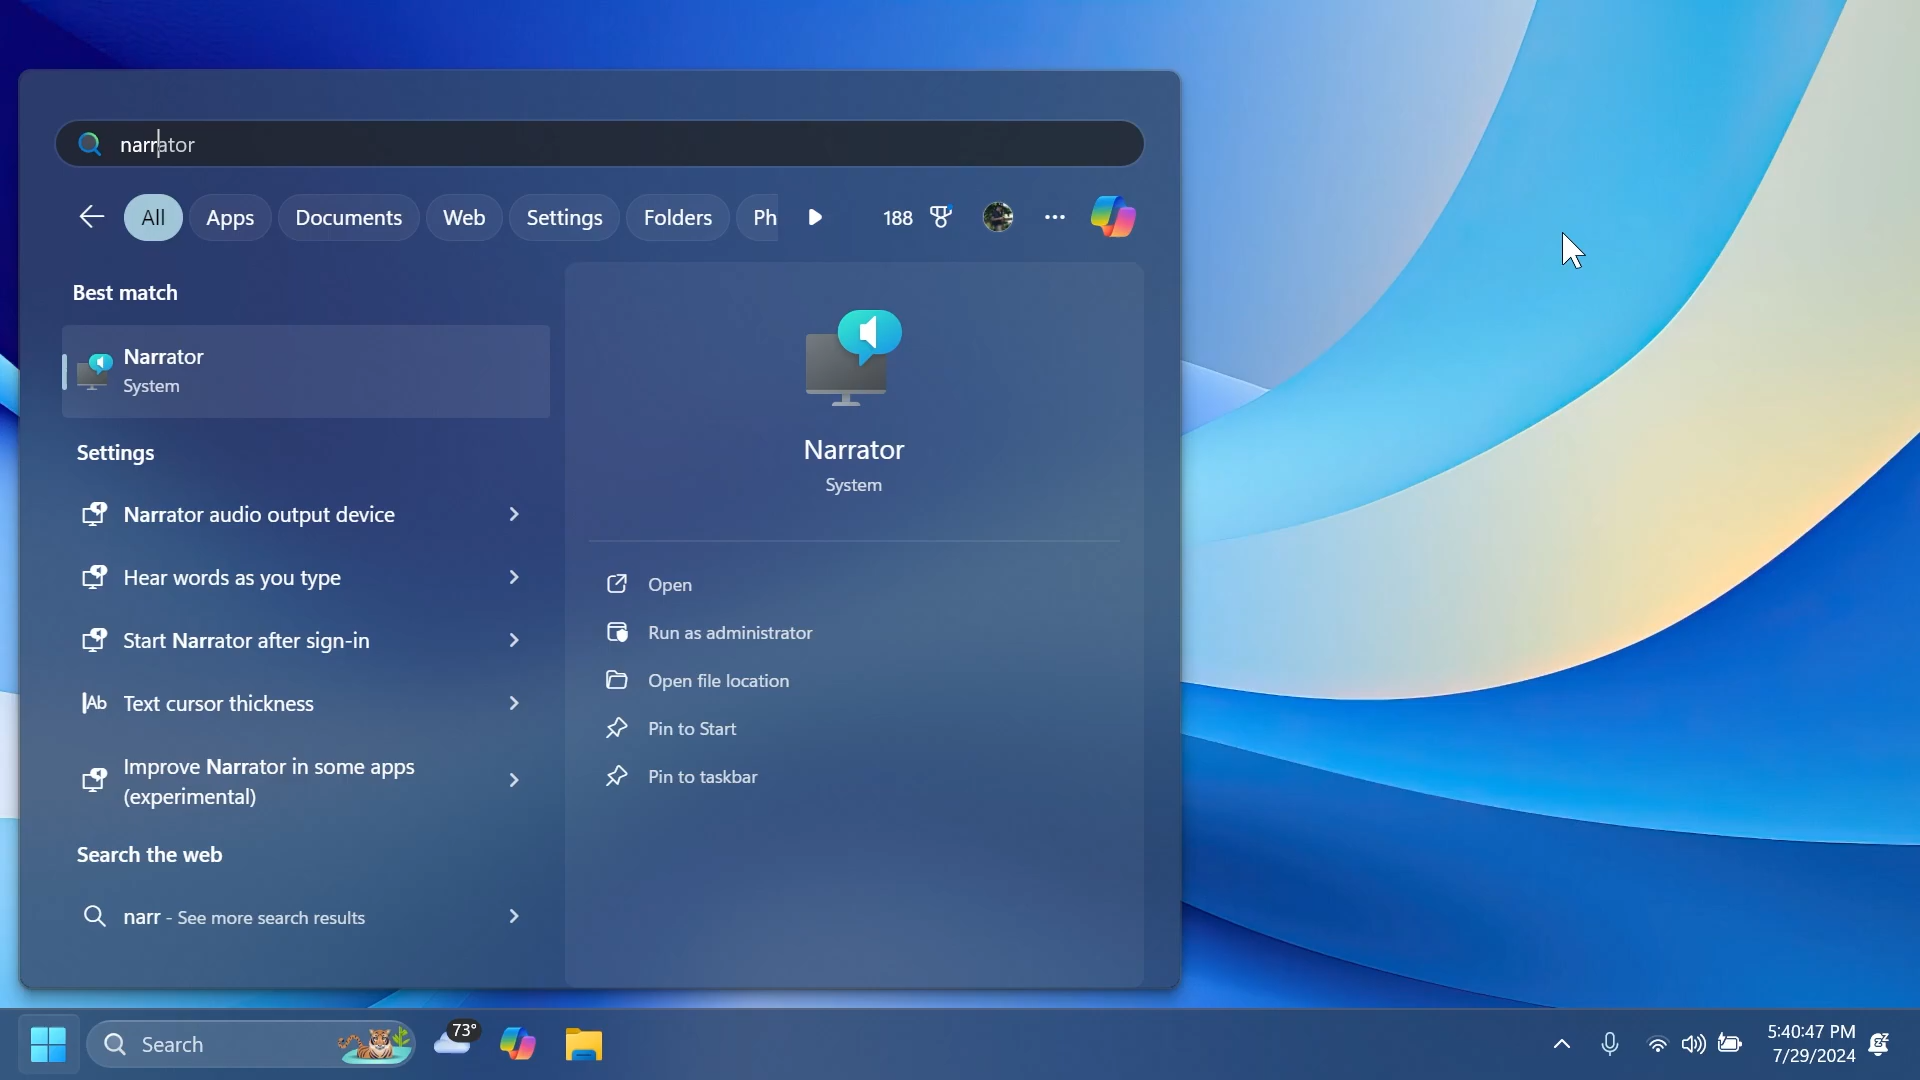 narrator
All
Apps
Documents
Web
Settings
Folders
Ph
188
Best match
Narrator
System
Settings
Narrator audio output device
Hear words as you type
Start Narrator after sign-in
Ab
Text cursor thickness
Improve Narrator in some apps
(experimental)
Search the web
narr - See more search results
Narrator
System
Open
Run as administrator
Open file location
Pin to Start
Pin to taskbar
Search
73°
5:40:47 PM
7/29/2024